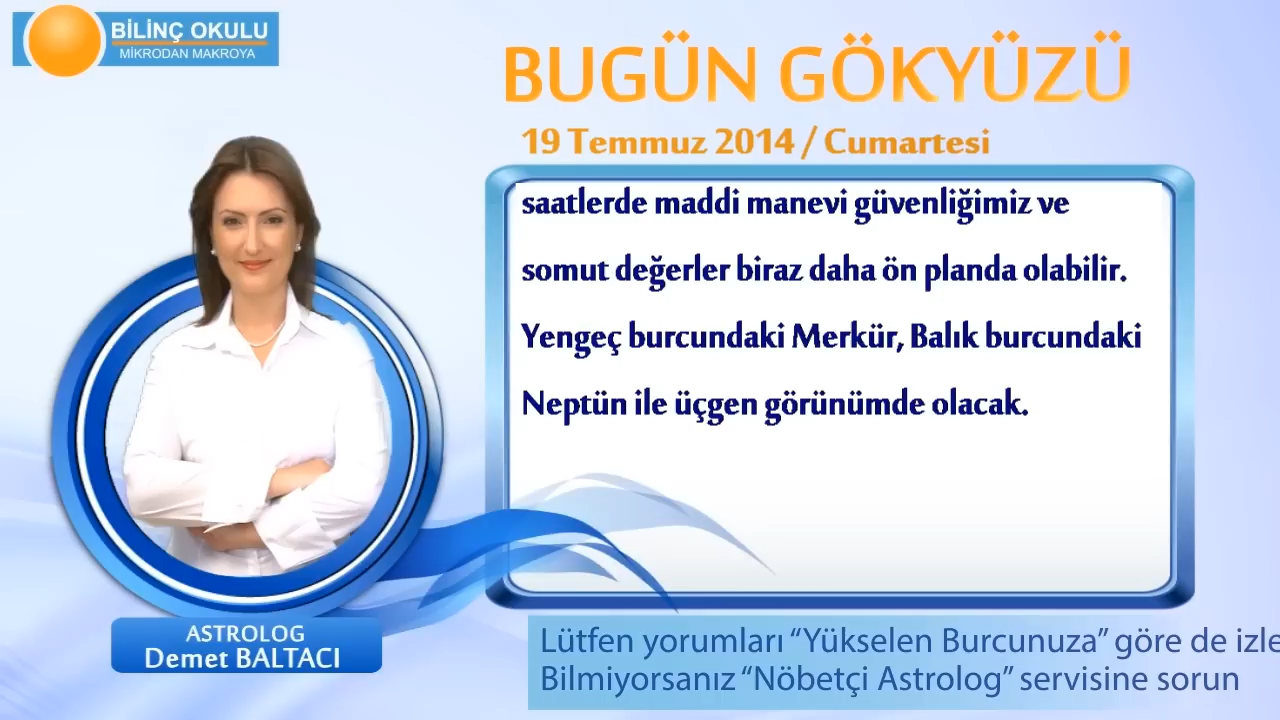 BİLİNÇ OKULU
MİKRODAN MAKROYA
BUGÜN GÖKYÜZÜ
19 Temmuz 2014 / Cumartesi
saatlerde maddi manevi güvenliğimiz ve
somut değerler biraz daha ön planda olabilir.
Yengeç burcundaki Merkür, Balık burcundaki
Neptün ile üçgen görünümde olacak.
ASTROLOG
Demet BALTACI
Lütfen yorumları “Yükselen Burcunuza” göre de izle
Bilmiyorsanız “Nöbetçi Astrolog” servisine sorun